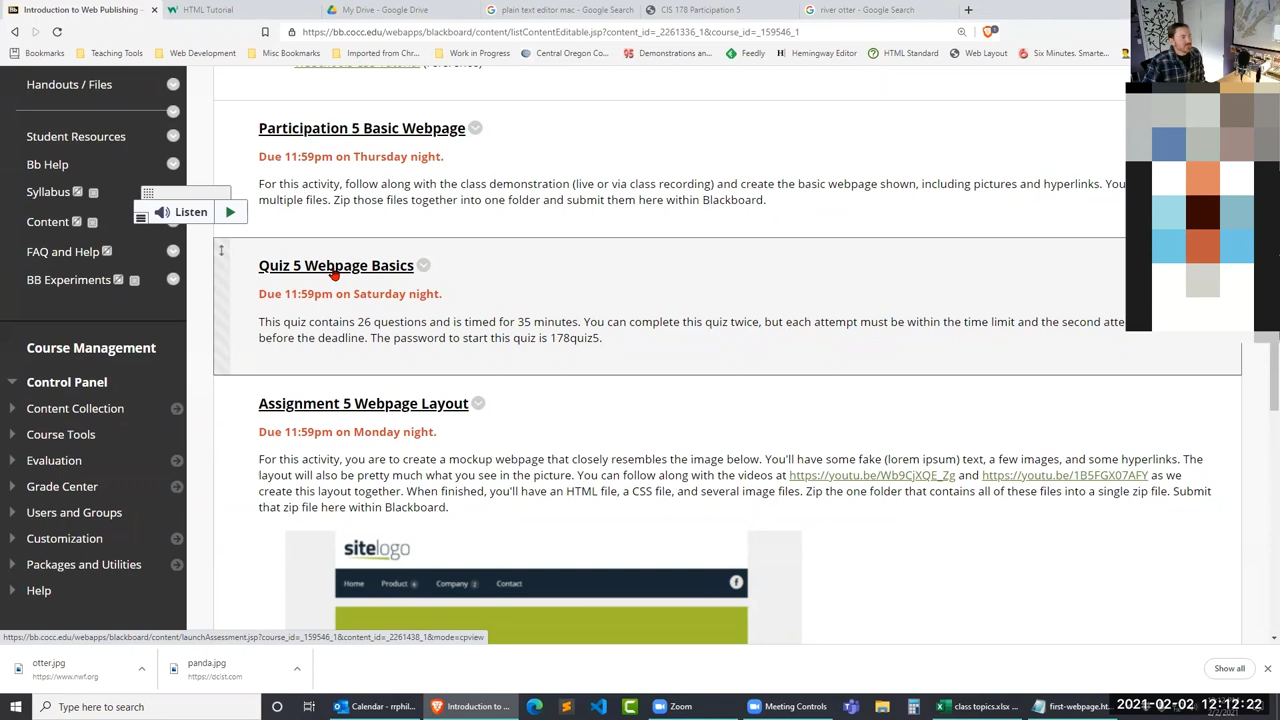 Introduction to Web Publishing -
HTML Tutorial
My Drive - Google Drive
plain text editor mac - Google Search
CIS 178 Participation 5
river otter - Google Search
https://bb.cocc.edu/webapps/blackboard/content/listContentEditable.jsp?content_id=_2261336_1&course_id=_159546_1
Bookmarks
Teaching Tools
Web Development
Misc Bookmarks
Imported from Chr...
Work in Progress
Central Oregon Co...
Demonstrations an...
Feedly
Hemingway Editor
HTML Standard
Web Layout
Six Minutes. Smarte...
Handouts / Files
Student Resources
Bb Help
Syllabus
Listen
Content
FAQ and Help
BB Experiments
Course Management
Control Panel
Content Collection
Course Tools
Evaluation
Grade Center
Users and Groups
Customization
Packages and Utilities
Help
Participation 5 Basic Webpage
Due 11:59pm on Thursday night.
For this activity, follow along with the class demonstration (live or via class recording) and create the basic webpage shown, including pictures and hyperlinks. You
multiple files. Zip those files together into one folder and submit them here within Blackboard.
Quiz 5 Webpage Basics
Due 11:59pm on Saturday night.
This quiz contains 26 questions and is timed for 35 minutes. You can complete this quiz twice, but each attempt must be within the time limit and the second atte
before the deadline. The password to start this quiz is 178quiz5.
Assignment 5 Webpage Layout
Due 11:59pm on Monday night.
For this activity, you are to create a mockup webpage that closely resembles the image below. You'll have some fake (lorem ipsum) text, a few images, and some hyperlinks. The
layout will also be pretty much what you see in the picture. You can follow along with the videos at https://youtu.be/Wb9CjXQE_Zg and https://youtu.be/1B5FGX07AFY as we
create this layout together. When finished, you'll have an HTML file, a CSS file, and several image files. Zip the one folder that contains all of these files into a single zip file. Submit
that zip file here within Blackboard.
sitelogo
Home
Product
Company
Contact
https://bb.cocc.edu/webapps/blackboard/content/launchAssessment.jsp?course_id=_159546_1&content_id=_2261438_1&mode=cpview
otter.jpg
https://www.nwf.org
panda.jpg
https://dcist.com
Show all
Type here to search
Calendar - rrphil...
Introduction to ...
Zoom
Meeting Controls
class topics.xlsx ...
first-webpage.ht...
2021-02-02 12:12:22